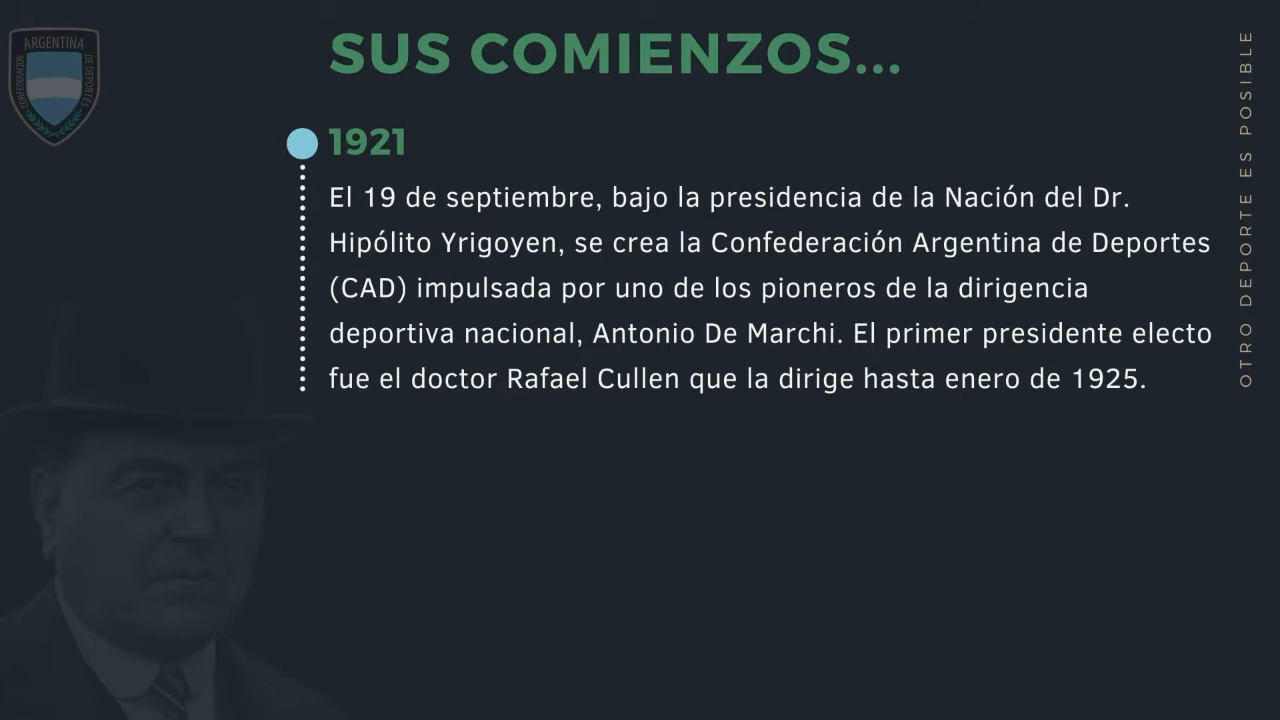 ARGENTINA
CONFEDERACIÓN
DE DEPORTES
SUS COMIENZOS...
1921
El 19 de septiembre, bajo la presidencia de la Nación del Dr.
Hipólito Yrigoyen, se crea la Confederación Argentina de Deportes
(CAD) impulsada por uno de los pioneros de la dirigencia
deportiva nacional, Antonio De Marchi. El primer presidente electo
fue el doctor Rafael Cullen que la dirige hasta enero de 1925.
OTRO DEPORTE ES POSIBLE